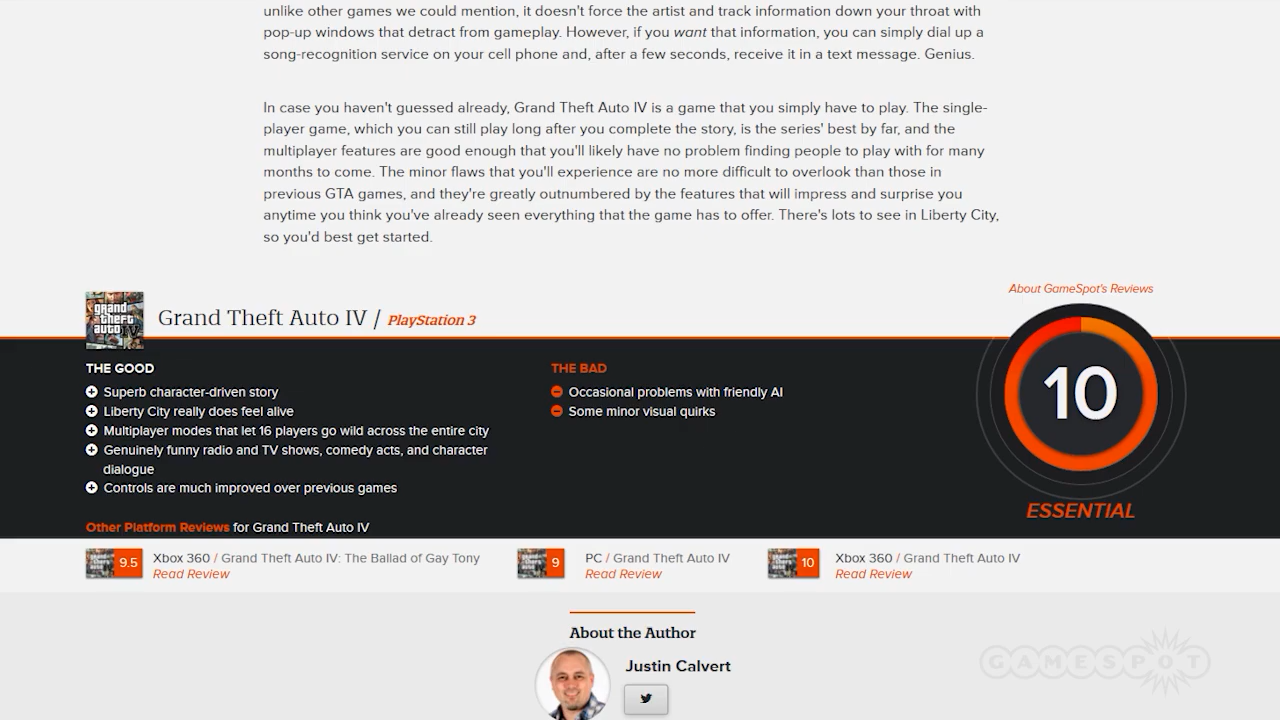 unlike other games we could mention, it doesn't force the artist and track information down your throat with
pop-up windows that detract from gameplay. However, if you want that information, you can simply dial up a
song-recognition service on your cell phone and, after a few seconds, receive it in a text message. Genius.
In case you haven't guessed already, Grand Theft Auto IV is a game that you simply have to play. The single-
player game, which you can still play long after you complete the story, is the series' best by far, and the
multiplayer features are good enough that you'll likely have no problem finding people to play with for many
months to come. The minor flaws that you'll experience are no more difficult to overlook than those in
previous GTA games, and they're greatly outnumbered by the features that will impress and surprise you
anytime you think you've already seen everything that the game has to offer. There's lots to see in Liberty City,
so you'd best get started.
About GameSpot's Reviews
grand
theft
auto IV
Grand Theft Auto IV / PlayStation 3
THE GOOD
Superb character-driven story
Liberty City really does feel alive
Multiplayer modes that let 16 players go wild across the entire city
Genuinely funny radio and TV shows, comedy acts, and character
dialogue
Controls are much improved over previous games
THE BAD
Occasional problems with friendly AI
Some minor visual quirks
10
ESSENTIAL
Other Platform Reviews for Grand Theft Auto IV
9.5
Xbox 360 / Grand Theft Auto IV: The Ballad of Gay Tony
Read Review
9
PC / Grand Theft Auto IV
Read Review
10
Xbox 360 / Grand Theft Auto IV
Read Review
About the Author
Justin Calvert
GAMESPOT